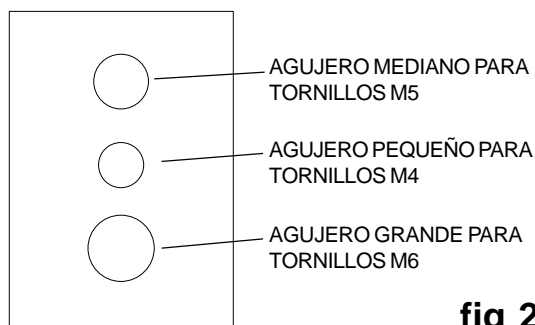 AGUJERO MEDIANO PARA
TORNILLOS M5
AGUJERO PEQUEÑO PARA
TORNILLOS M4
AGUJERO GRANDE PARA
TORNILLOS M6
fig 2